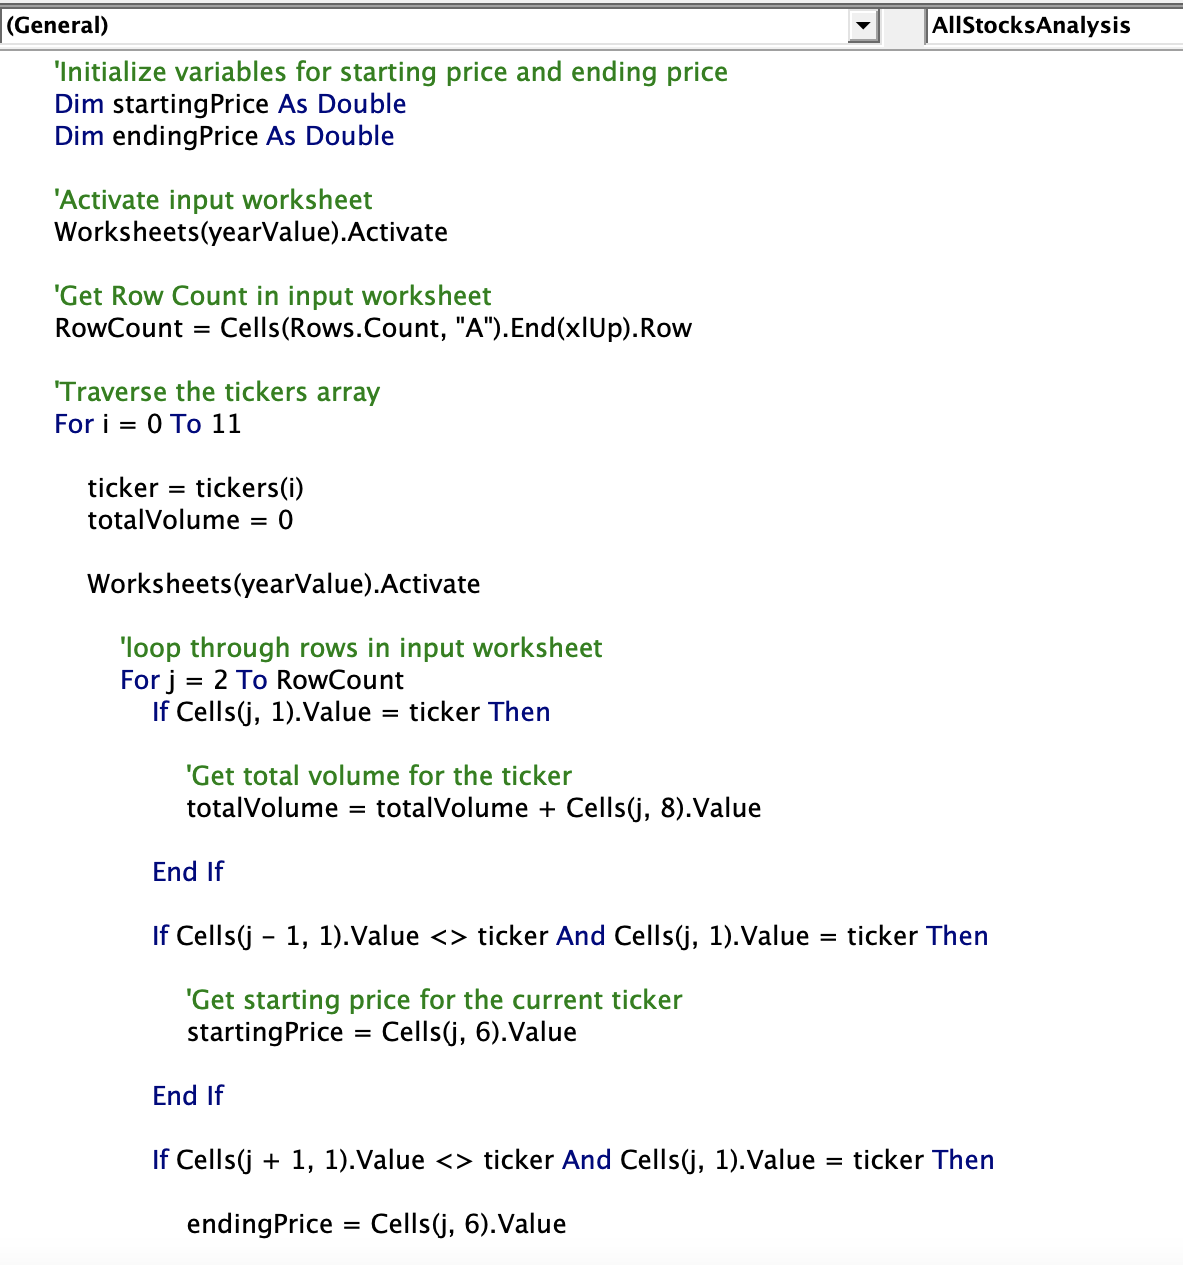 (General) AllStocksAnalysis
'Initialize variables for starting price and ending price
Dim startingPrice As Double
Dim endingPrice As Double
'Activate input worksheet
Worksheets(yearValue).Activate
'Get Row Count in input worksheet
RowCount = Cells(Rows.Count, "A").End(xlUp).Row
'Traverse the tickers array
For i = 0 To 11
ticker = tickers(i)
totalVolume = 0
Worksheets(yearValue).Activate
'loop through rows in input worksheet
For j = 2 To RowCount
If Cells(j, 1).Value = ticker Then
'Get total volume for the ticker
totalVolume = totalVolume + Cells(j, 8).Value
End If
If Cells(j - 1, 1).Value <> ticker And Cells(j, 1).Value = ticker Then
'Get starting price for the current ticker
startingPrice = Cells(j, 6).Value
End If
If Cells(j + 1, 1).Value <> ticker And Cells(j, 1).Value = ticker Then
endingPrice = Cells(j, 6).Value